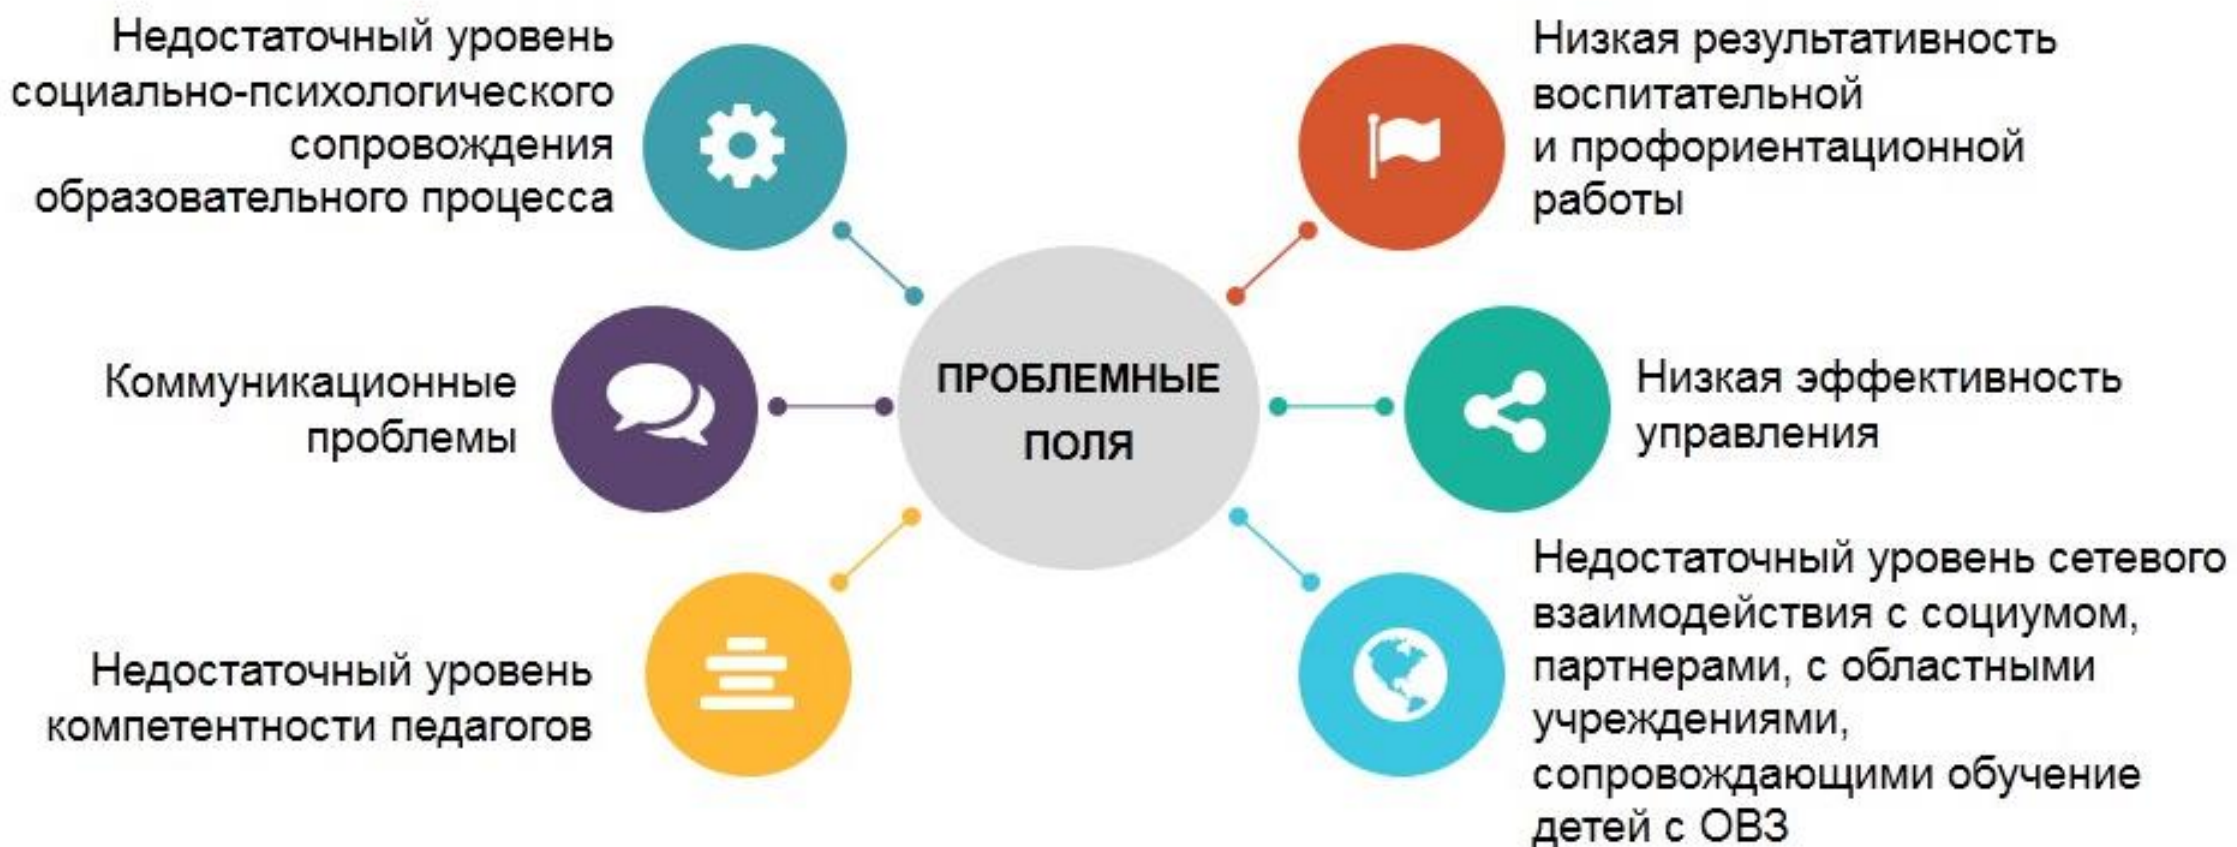 Недостаточный уровень
социально-психологического
сопровождения
образовательного процесса
Низкая результативность
воспитательной
и профориентационной
работы
Коммуникационные
проблемы
ПРОБЛЕМНЫЕ
ПОЛЯ
Низкая эффективность
управления
Недостаточный уровень
компетентности педагогов
Недостаточный уровень сетевого
взаимодействия с социумом,
партнерами, с областными
учреждениями,
сопровождающими обучение
детей с ОВЗ